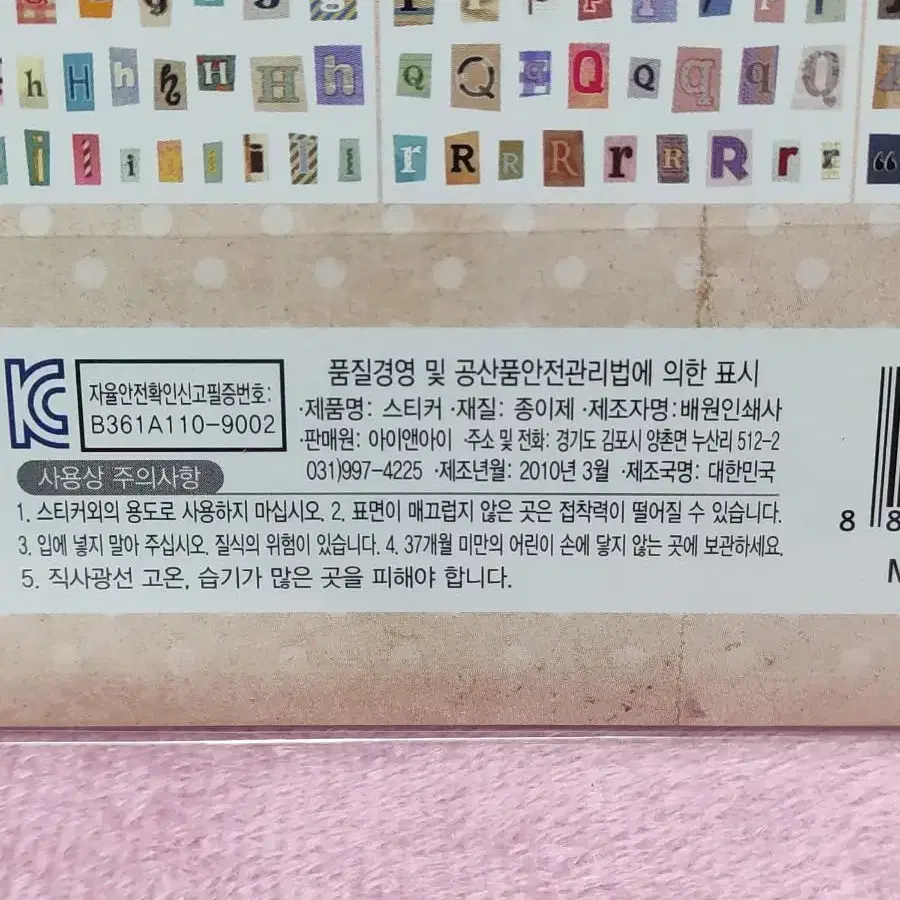 h H h h H H h Q Q q Q Q q q Q
i i i i i i i i i r R r R r R R r r “
KC 자율안전확인신고필증번호:
B361A110-9002
품질경영 및 공산품안전관리법에 의한 표시
·제품명: 스티커 ·재질: 종이제 ·제조자명: 배원인쇄사
·판매원: 아이앤아이 ·주소 및 전화: 경기도 김포시 양촌면 누산리 512-2
031)997-4225 ·제조년월: 2010년 3월 ·제조국명: 대한민국
사용상 주의사항
1. 스티커외의 용도로 사용하지 마십시오. 2. 표면이 매끄럽지 않은 곳은 접착력이 떨어질 수 있습니다.
3. 입에 넣지 말아 주십시오. 질식의 위험이 있습니다. 4. 37개월 미만의 어린이 손에 닿지 않는 곳에 보관하세요.
5. 직사광선 고온, 습기가 많은 곳을 피해야 합니다.
8